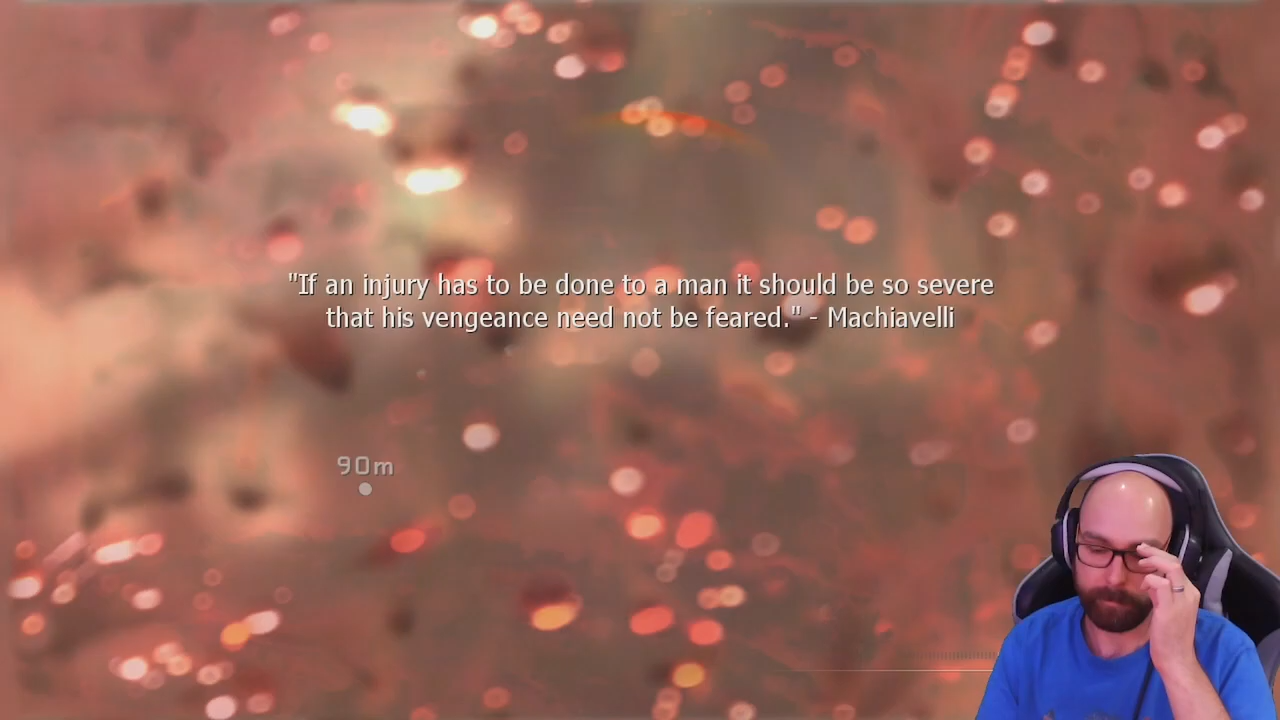 "If an injury has to be done to a man it should be so severe
that his vengeance need not be feared." - Machiavelli
90m